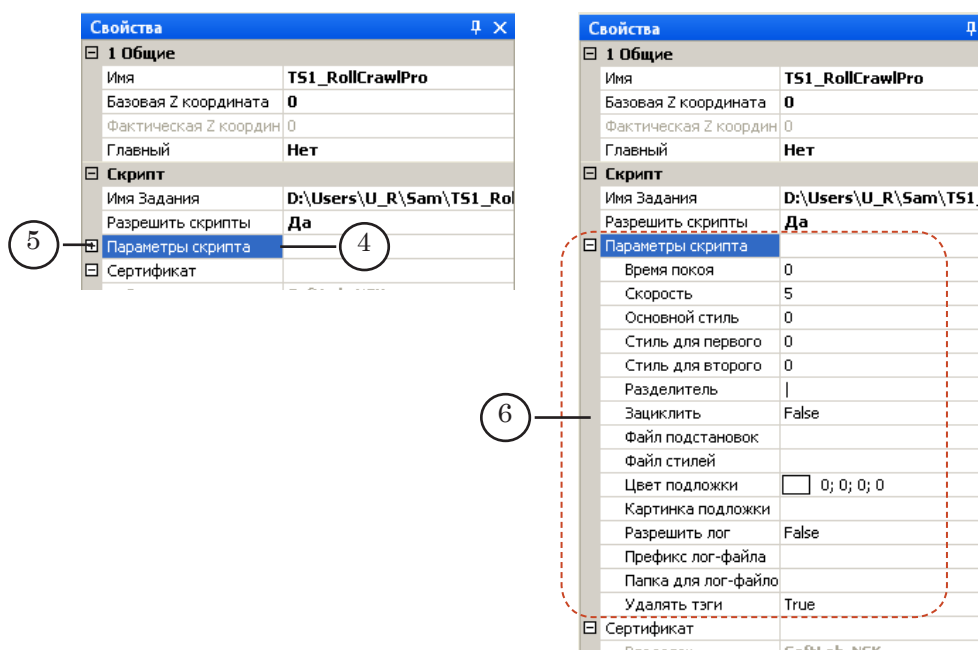 Свойства
1 Общие
Имя TS1_RollCrawlPro
Базовая Z координата 0
Фактическая Z координ 0
Главный Нет
Скрипт
Имя Задания D:\Users\U_R\Sam\TS1_Rol
Разрешить скрипты Да
5 Параметры скрипта 4
Сертификат
Свойства
1 Общие
Имя TS1_RollCrawlPro
Базовая Z координата 0
Фактическая Z координ 0
Главный Нет
Скрипт
Имя Задания D:\Users\U_R\Sam\TS1_
Разрешить скрипты Да
Параметры скрипта
Время покоя 0
Скорость 5
Основной стиль 0
Стиль для первого 0
Стиль для второго 0
Разделитель |
6 Зациклить False
Файл подстановок
Файл стилей
Цвет подложки 0; 0; 0; 0
Картинка подложки
Разрешить лог False
Префикс лог-файла
Папка для лог-файло
Удалять тэги True
Сертификат